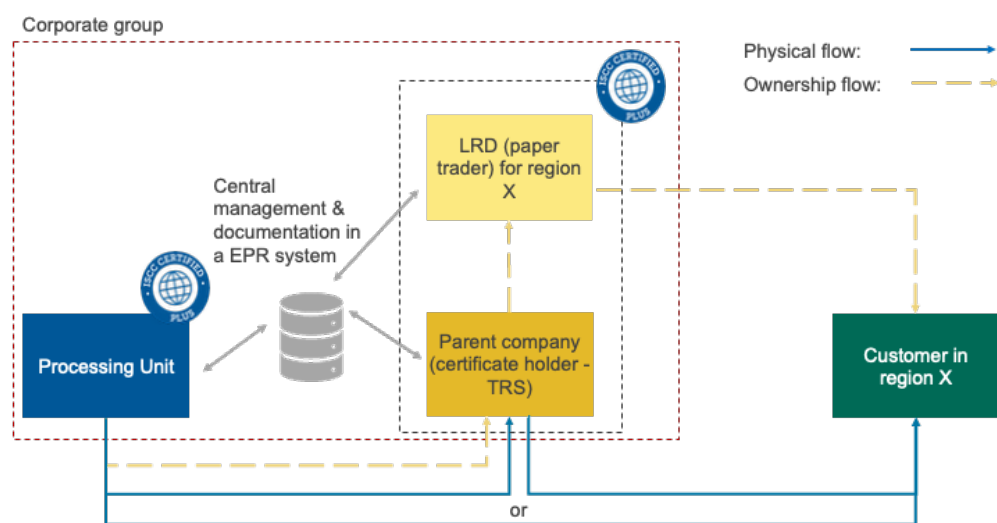 Corporate group
Physical flow:
Ownership flow:
ISCC CERTIFIED
PLUS
LRD (paper
trader) for region
X
Central
management &
documentation in
a EPR system
ISCC CERTIFIED
PLUS
Processing Unit
Parent company
(certificate holder -
TRS)
Customer in
region X
or